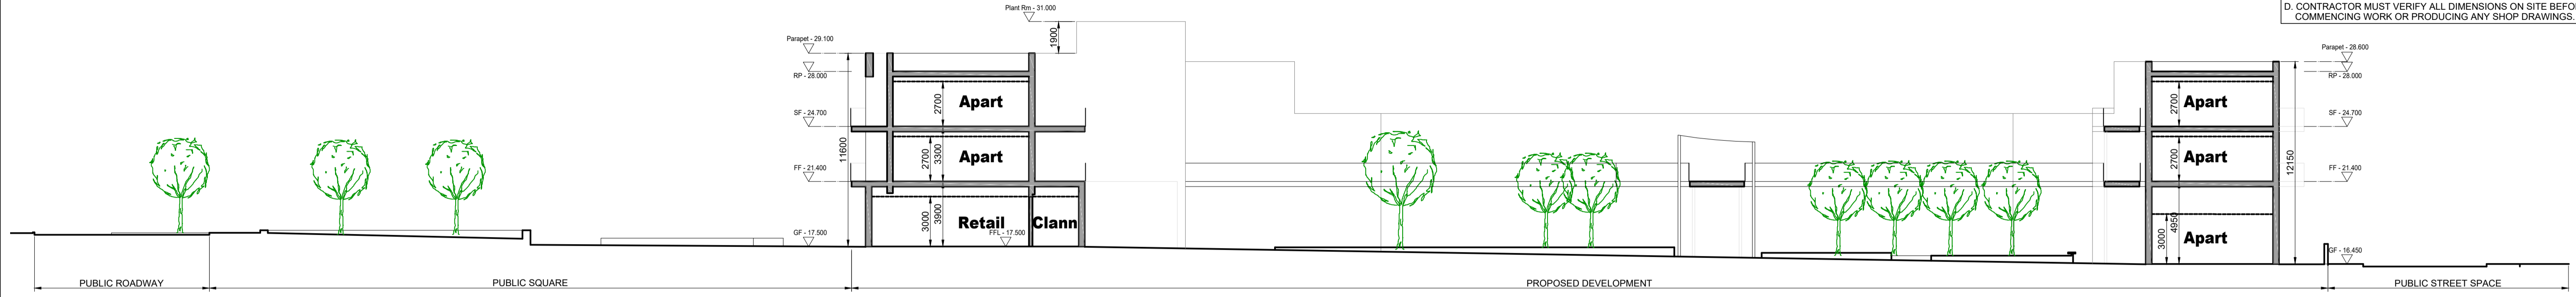 Plant Rm - 31.000
1900
D. CONTRACTOR MUST VERIFY ALL DIMENSIONS ON SITE BEFO
COMMENCING WORK OR PRODUCING ANY SHOP DRAWINGS.
Parapet - 29.100
RP - 28.000
SF - 24.700
FF - 21.400
GF - 17.500
11600
2700
Apart
2700
3300
Apart
3000
3900
Retail
Clann
FFL - 17.500
Parapet - 28.600
RP - 28.000
SF - 24.700
FF - 21.400
GF - 16.450
12150
2700
Apart
2700
Apart
3000
4950
Apart
PUBLIC ROADWAY
PUBLIC SQUARE
PROPOSED DEVELOPMENT
PUBLIC STREET SPACE